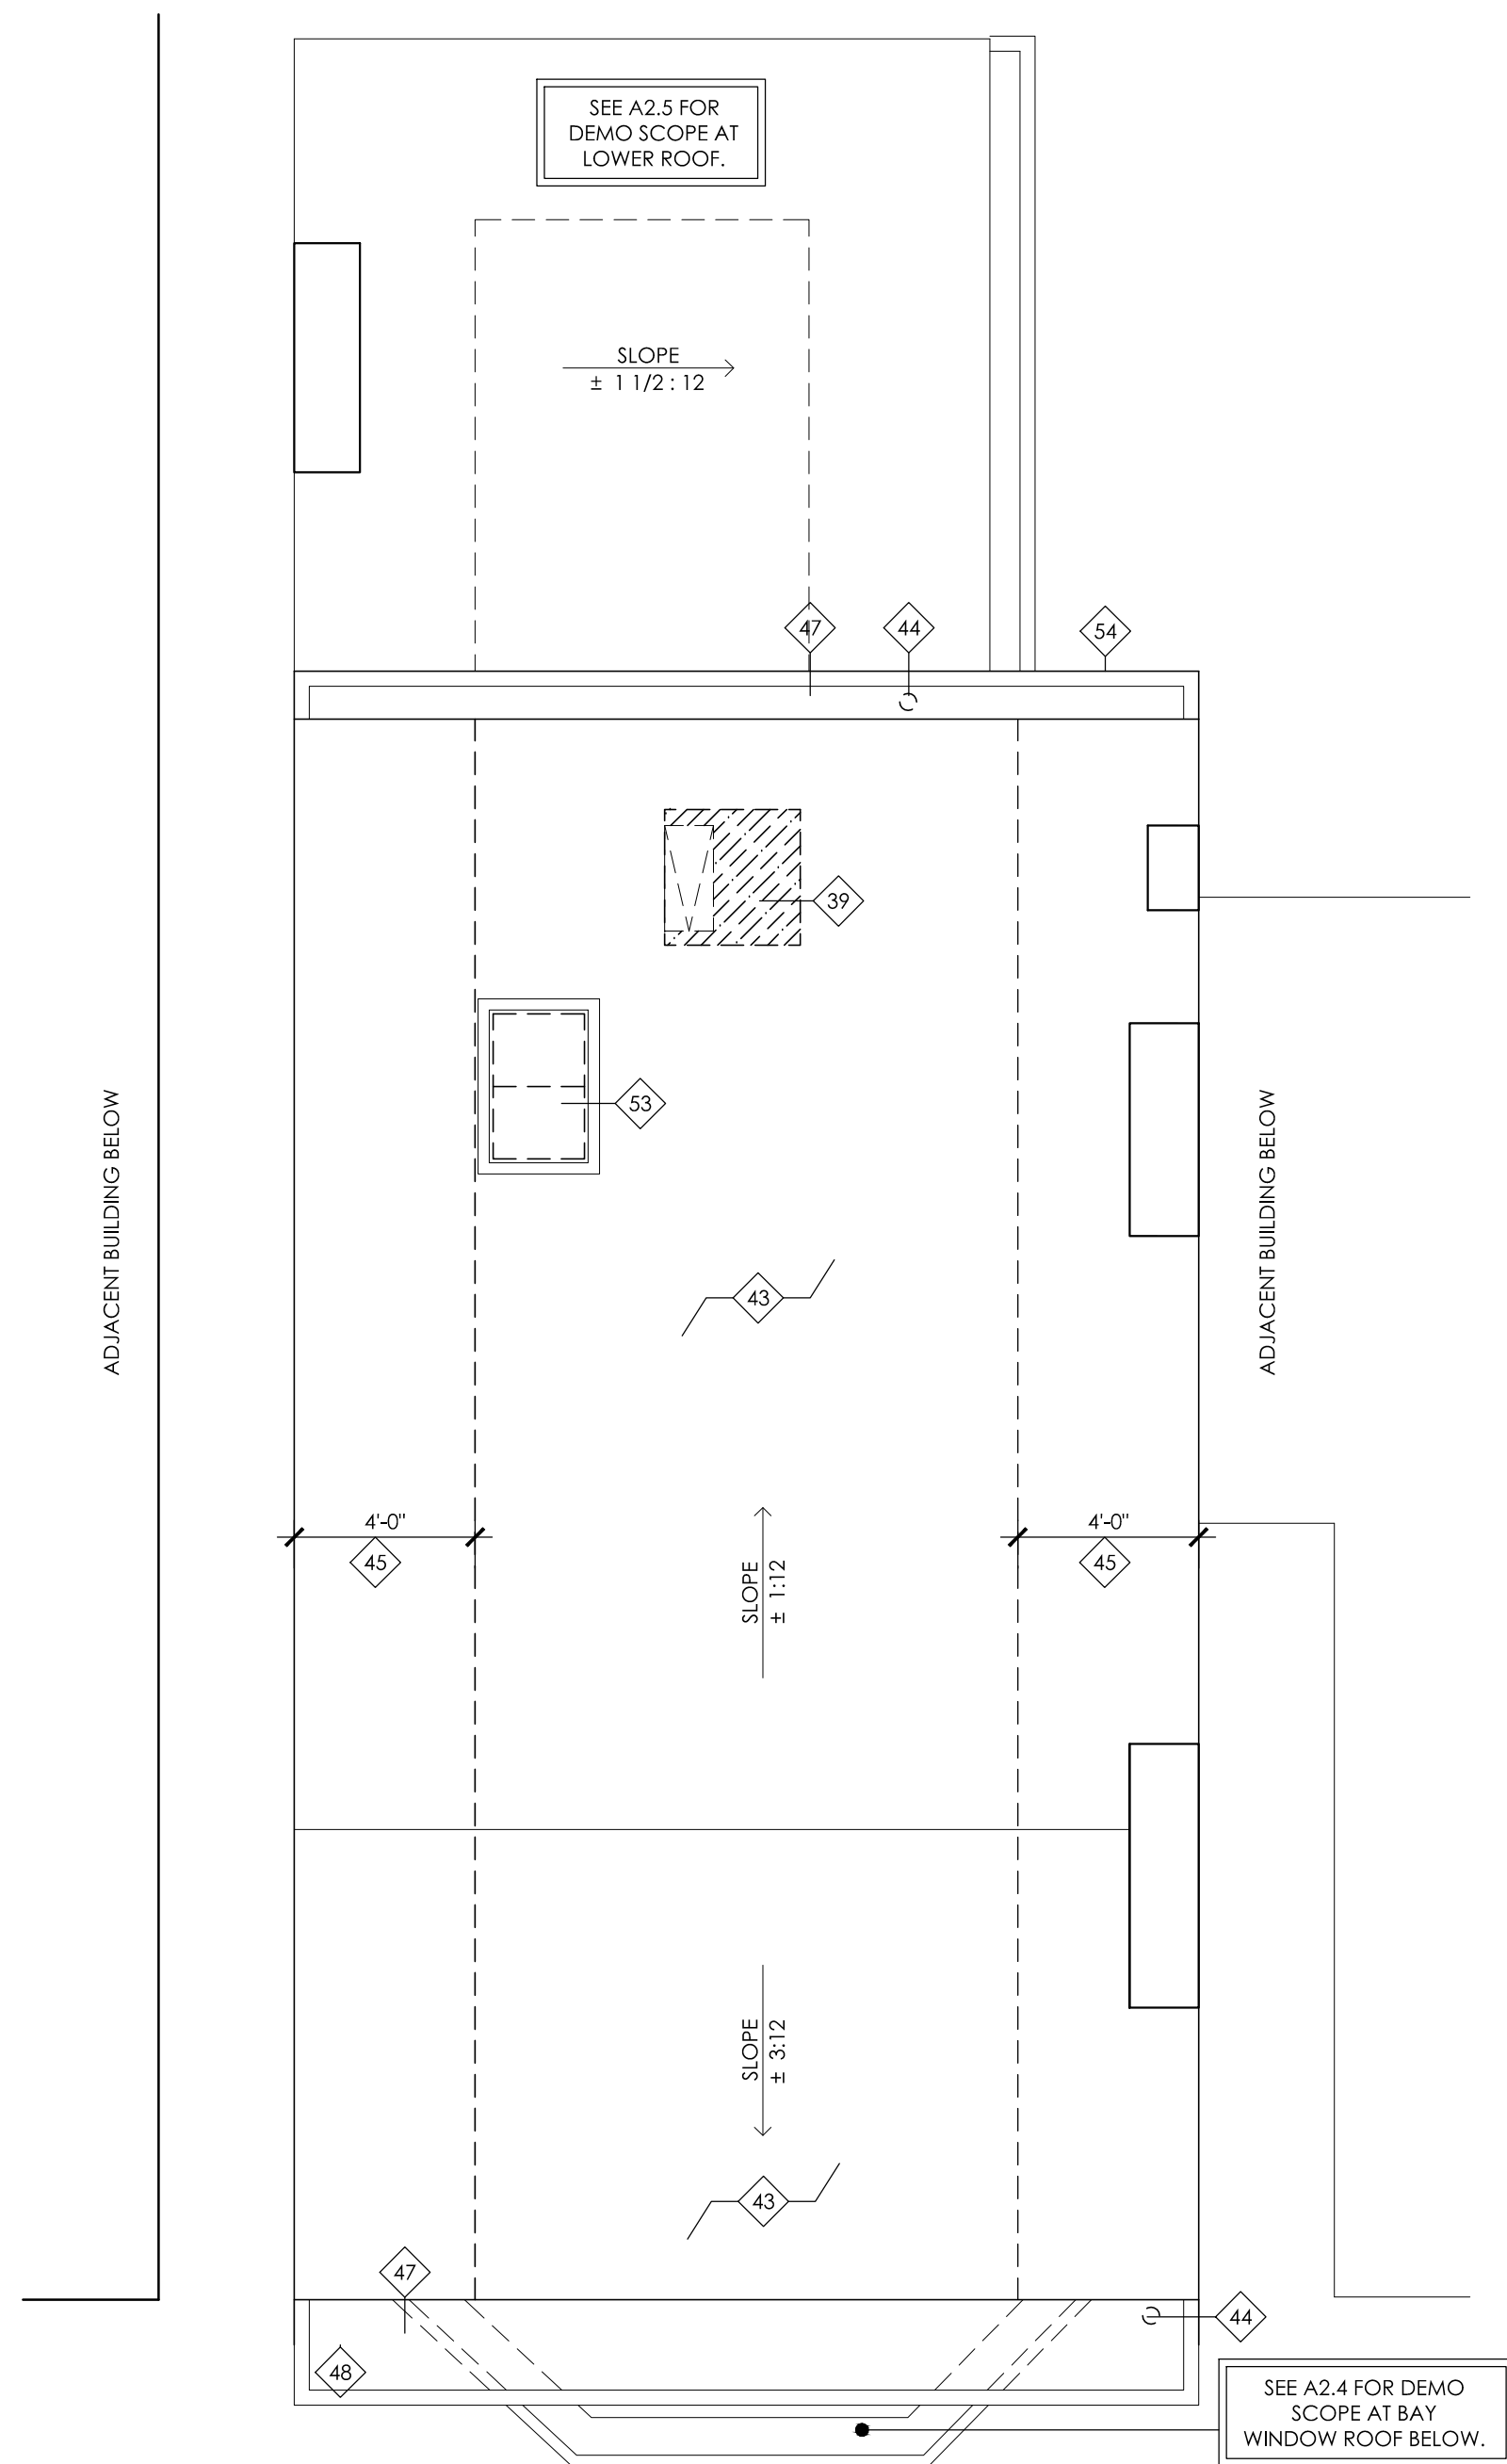 SEE A2.5 FOR
DEMO SCOPE AT
LOWER ROOF.
SLOPE
± 1 1/2 : 12
47
44
54
39
53
ADJACENT BUILDING BELOW
ADJACENT BUILDING BELOW
43
4'-0"
45
4'-0"
45
SLOPE
± 1:12
SLOPE
± 3:12
43
47
44
48
SEE A2.4 FOR DEMO
SCOPE AT BAY
WINDOW ROOF BELOW.